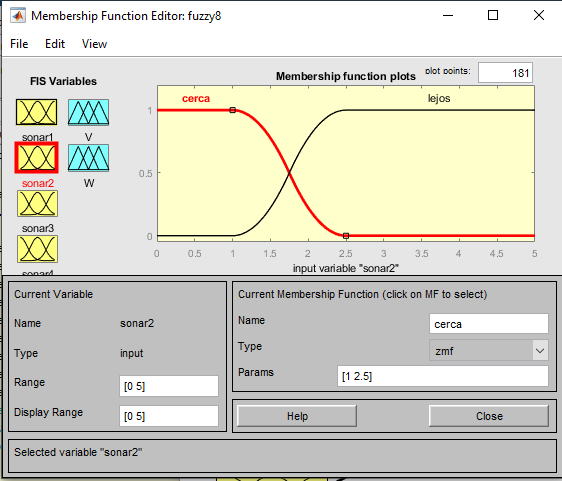 Membership Function Editor: fuzzy8
File Edit View
FIS Variables
sonar1
V
sonar2
W
sonar3
sonar4
Membership function plots
plot points:
181
cerca
lejos
1
0.5
0
0 0.5 1 1.5 2 2.5 3 3.5 4 4.5 5
input variable "sonar2"
Current Variable
Name sonar2
Type input
Range [0 5]
Display Range [0 5]
Current Membership Function (click on MF to select)
Name cerca
Type zmf
Params [1 2.5]
Help Close
Selected variable "sonar2"